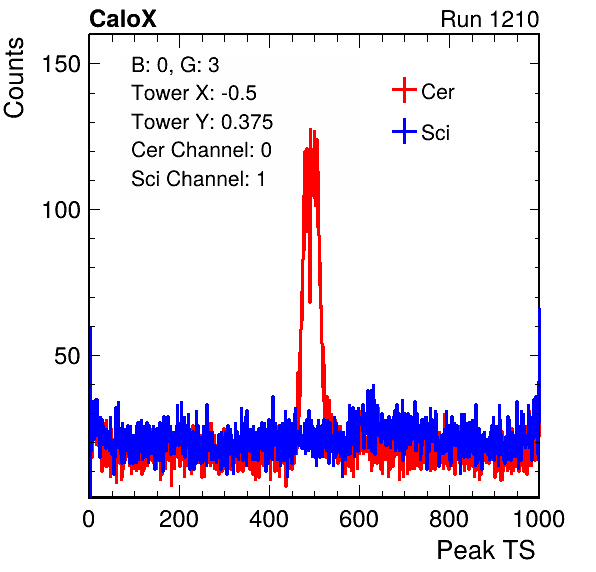 CaloX Run 1210
Counts
150
100
50
B: 0, G: 3
Tower X: -0.5
Tower Y: 0.375
Cer Channel: 0
Sci Channel: 1
Cer
Sci
0 200 400 600 800 1000
Peak TS